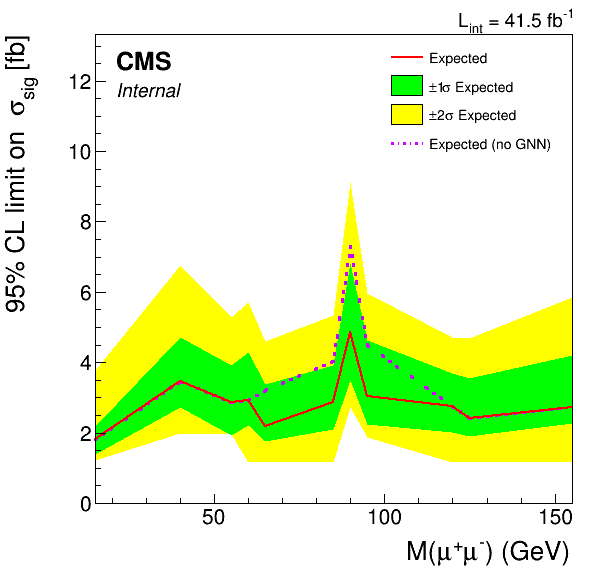 L_int = 41.5 fb⁻¹
CMS
Internal
Expected
±1σ Expected
±2σ Expected
Expected (no GNN)
95% CL limit on σ_sig [fb]
12
10
8
6
4
2
0
50 100 150
M(μ⁺μ⁻) (GeV)